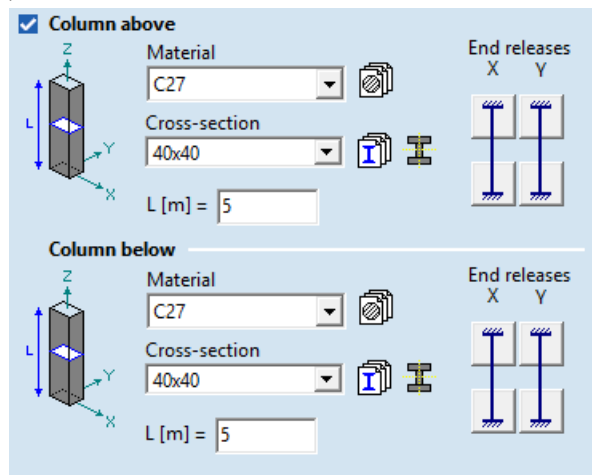 Column above
Z
L
Y
X
Material
C27
Cross-section
40x40
L [m] = 5
End releases
X Y
Column below
Z
L
Y
X
Material
C27
Cross-section
40x40
L [m] = 5
End releases
X Y